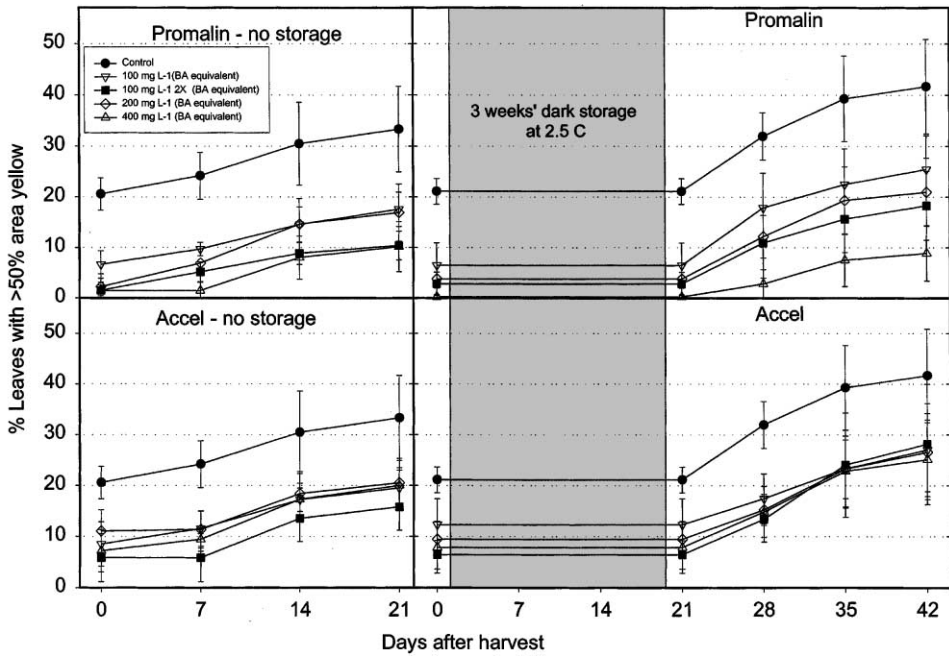 Promalin - no storage
Promalin
Control
100 mg L-1(BA equivalent)
100 mg L-1 2X (BA equivalent)
200 mg L-1 (BA equivalent)
400 mg L-1 (BA equivalent)
3 weeks' dark storage
at 2.5 C
50
40
30
20
10
0
Accel - no storage
Accel
50
40
30
20
10
0
% Leaves with >50% area yellow
0 7 14 21 0 7 14 21 28 35 42
Days after harvest